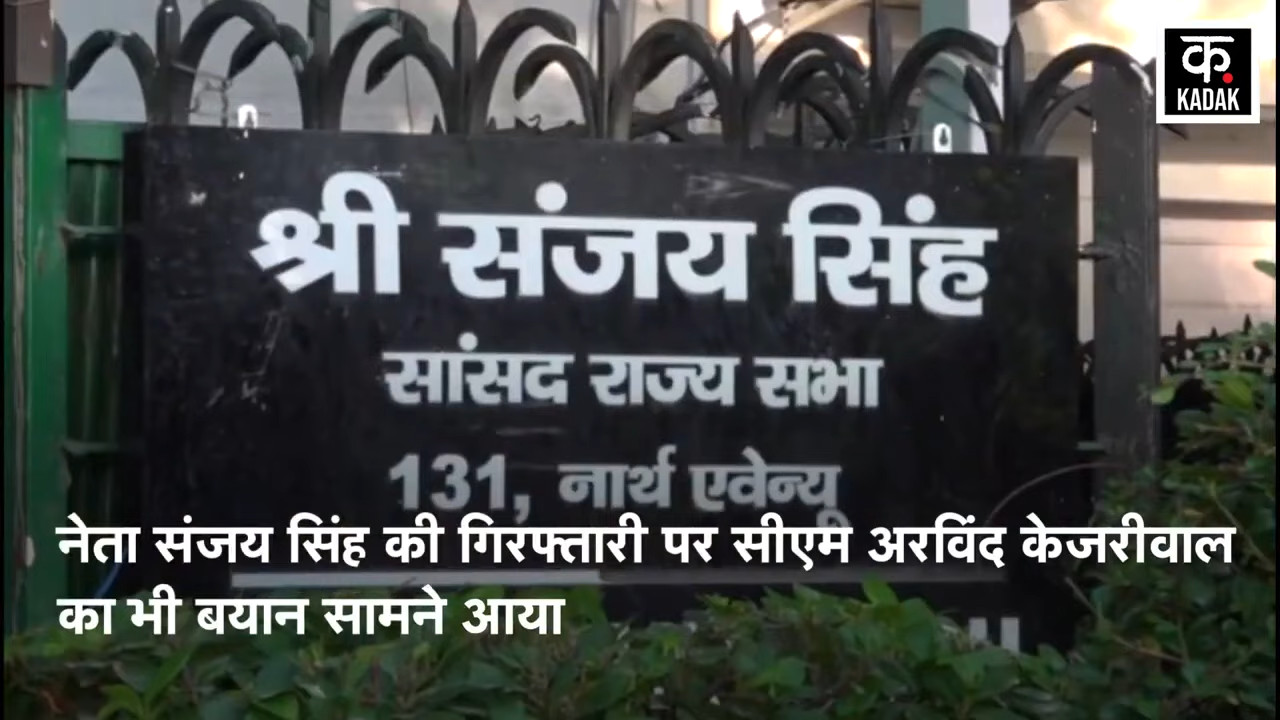 क
KADAK
श्री संजय सिंह
सांसद राज्य सभा
131, नार्थ एवेन्यू
नेता संजय सिंह की गिरफ्तारी पर सीएम अरविंद केजरीवाल
का भी बयान सामने आया